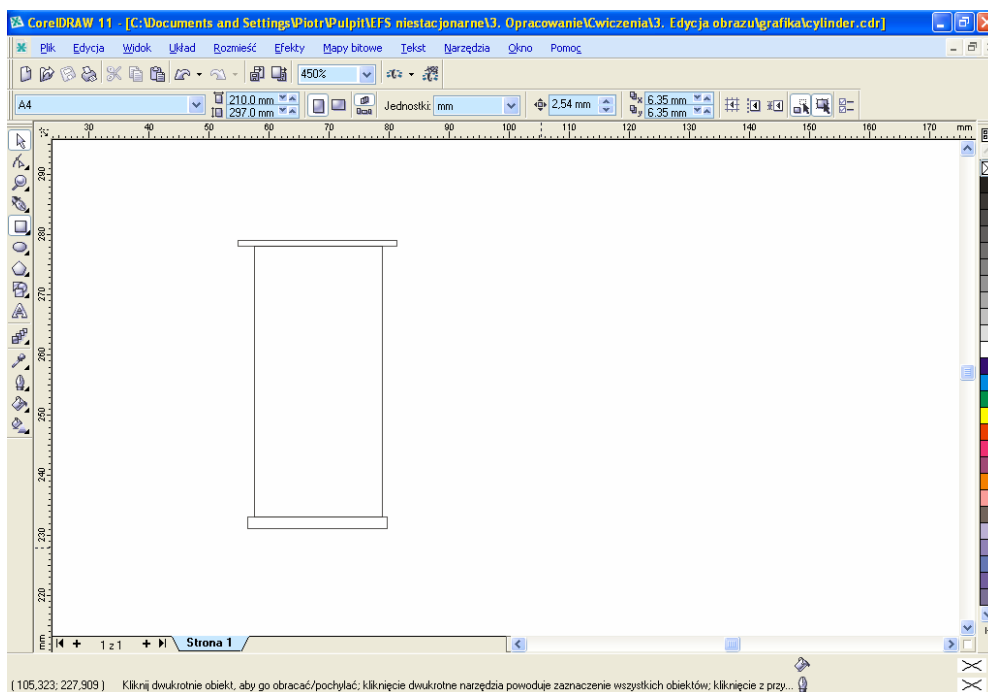 CorelDRAW 11 - [C:\Documents and Settings\Piotr\Pulpit\EFS niestacjonarne\3. Opracowanie\Cwiczenia\3. Edycja obrazu\grafika\cylinder.cdr]
Plik Edycja Widok Układ Rozmieść Efekty Mapy bitowe Tekst Narzędzia Okno Pomoc
450%
A4 210.0 mm 297.0 mm Jednostki: mm 2,54 mm x 6.35 mm y 6.35 mm
30 40 50 60 70 80 90 100 110 120 130 140 150 160 170 mm
290
280
270
260
250
240
230
220
mm
1 z 1 Strona 1
( 105,323; 227,909 ) Kliknij dwukrotnie obiekt, aby go obracać/pochylać; kliknięcie dwukrotne narzędzia powoduje zaznaczenie wszystkich obiektów; kliknięcie z przy...